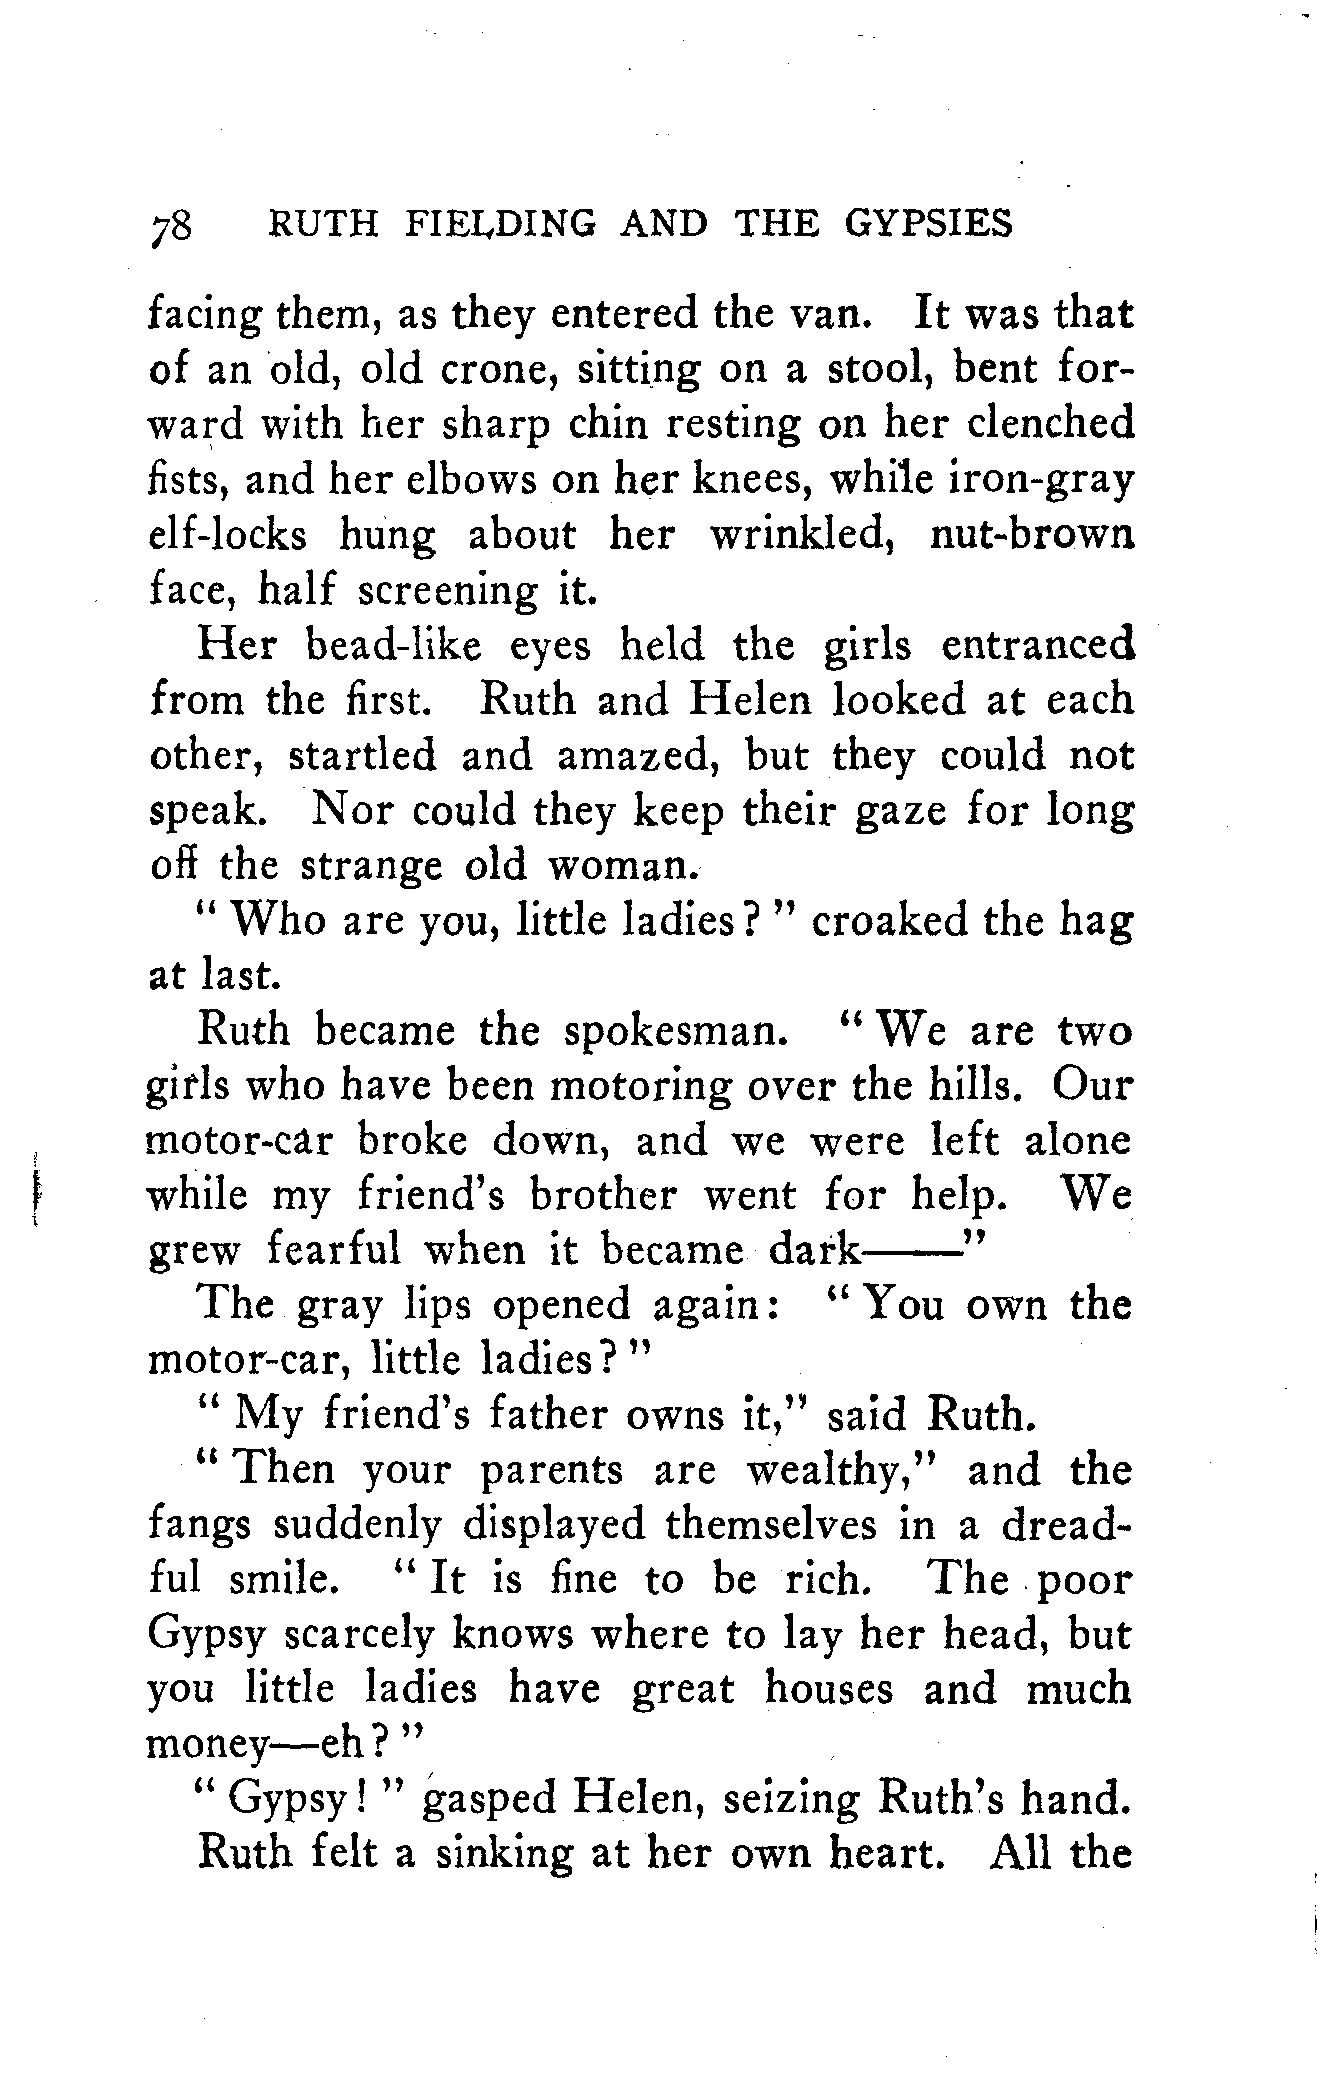 78 RUTH FIELDING AND THE GYPSIES
facing them, as they entered the van. It was that
of an old, old crone, sitting on a stool, bent for-
ward with her sharp chin resting on her clenched
fists, and her elbows on her knees, while iron-gray
elf-locks hung about her wrinkled, nut-brown
face, half screening it.
Her bead-like eyes held the girls entranced
from the first. Ruth and Helen looked at each
other, startled and amazed, but they could not
speak. Nor could they keep their gaze for long
off the strange old woman.
" Who are you, little ladies? " croaked the hag
at last.
Ruth became the spokesman. " We are two
girls who have been motoring over the hills. Our
motor-car broke down, and we were left alone
while my friend's brother went for help. We
grew fearful when it became dark——"
The gray lips opened again: " You own the
motor-car, little ladies? "
" My friend's father owns it," said Ruth.
" Then your parents are wealthy," and the
fangs suddenly displayed themselves in a dread-
ful smile. " It is fine to be rich. The poor
Gypsy scarcely knows where to lay her head, but
you little ladies have great houses and much
money—eh? "
" Gypsy! " gasped Helen, seizing Ruth's hand.
Ruth felt a sinking at her own heart. All the